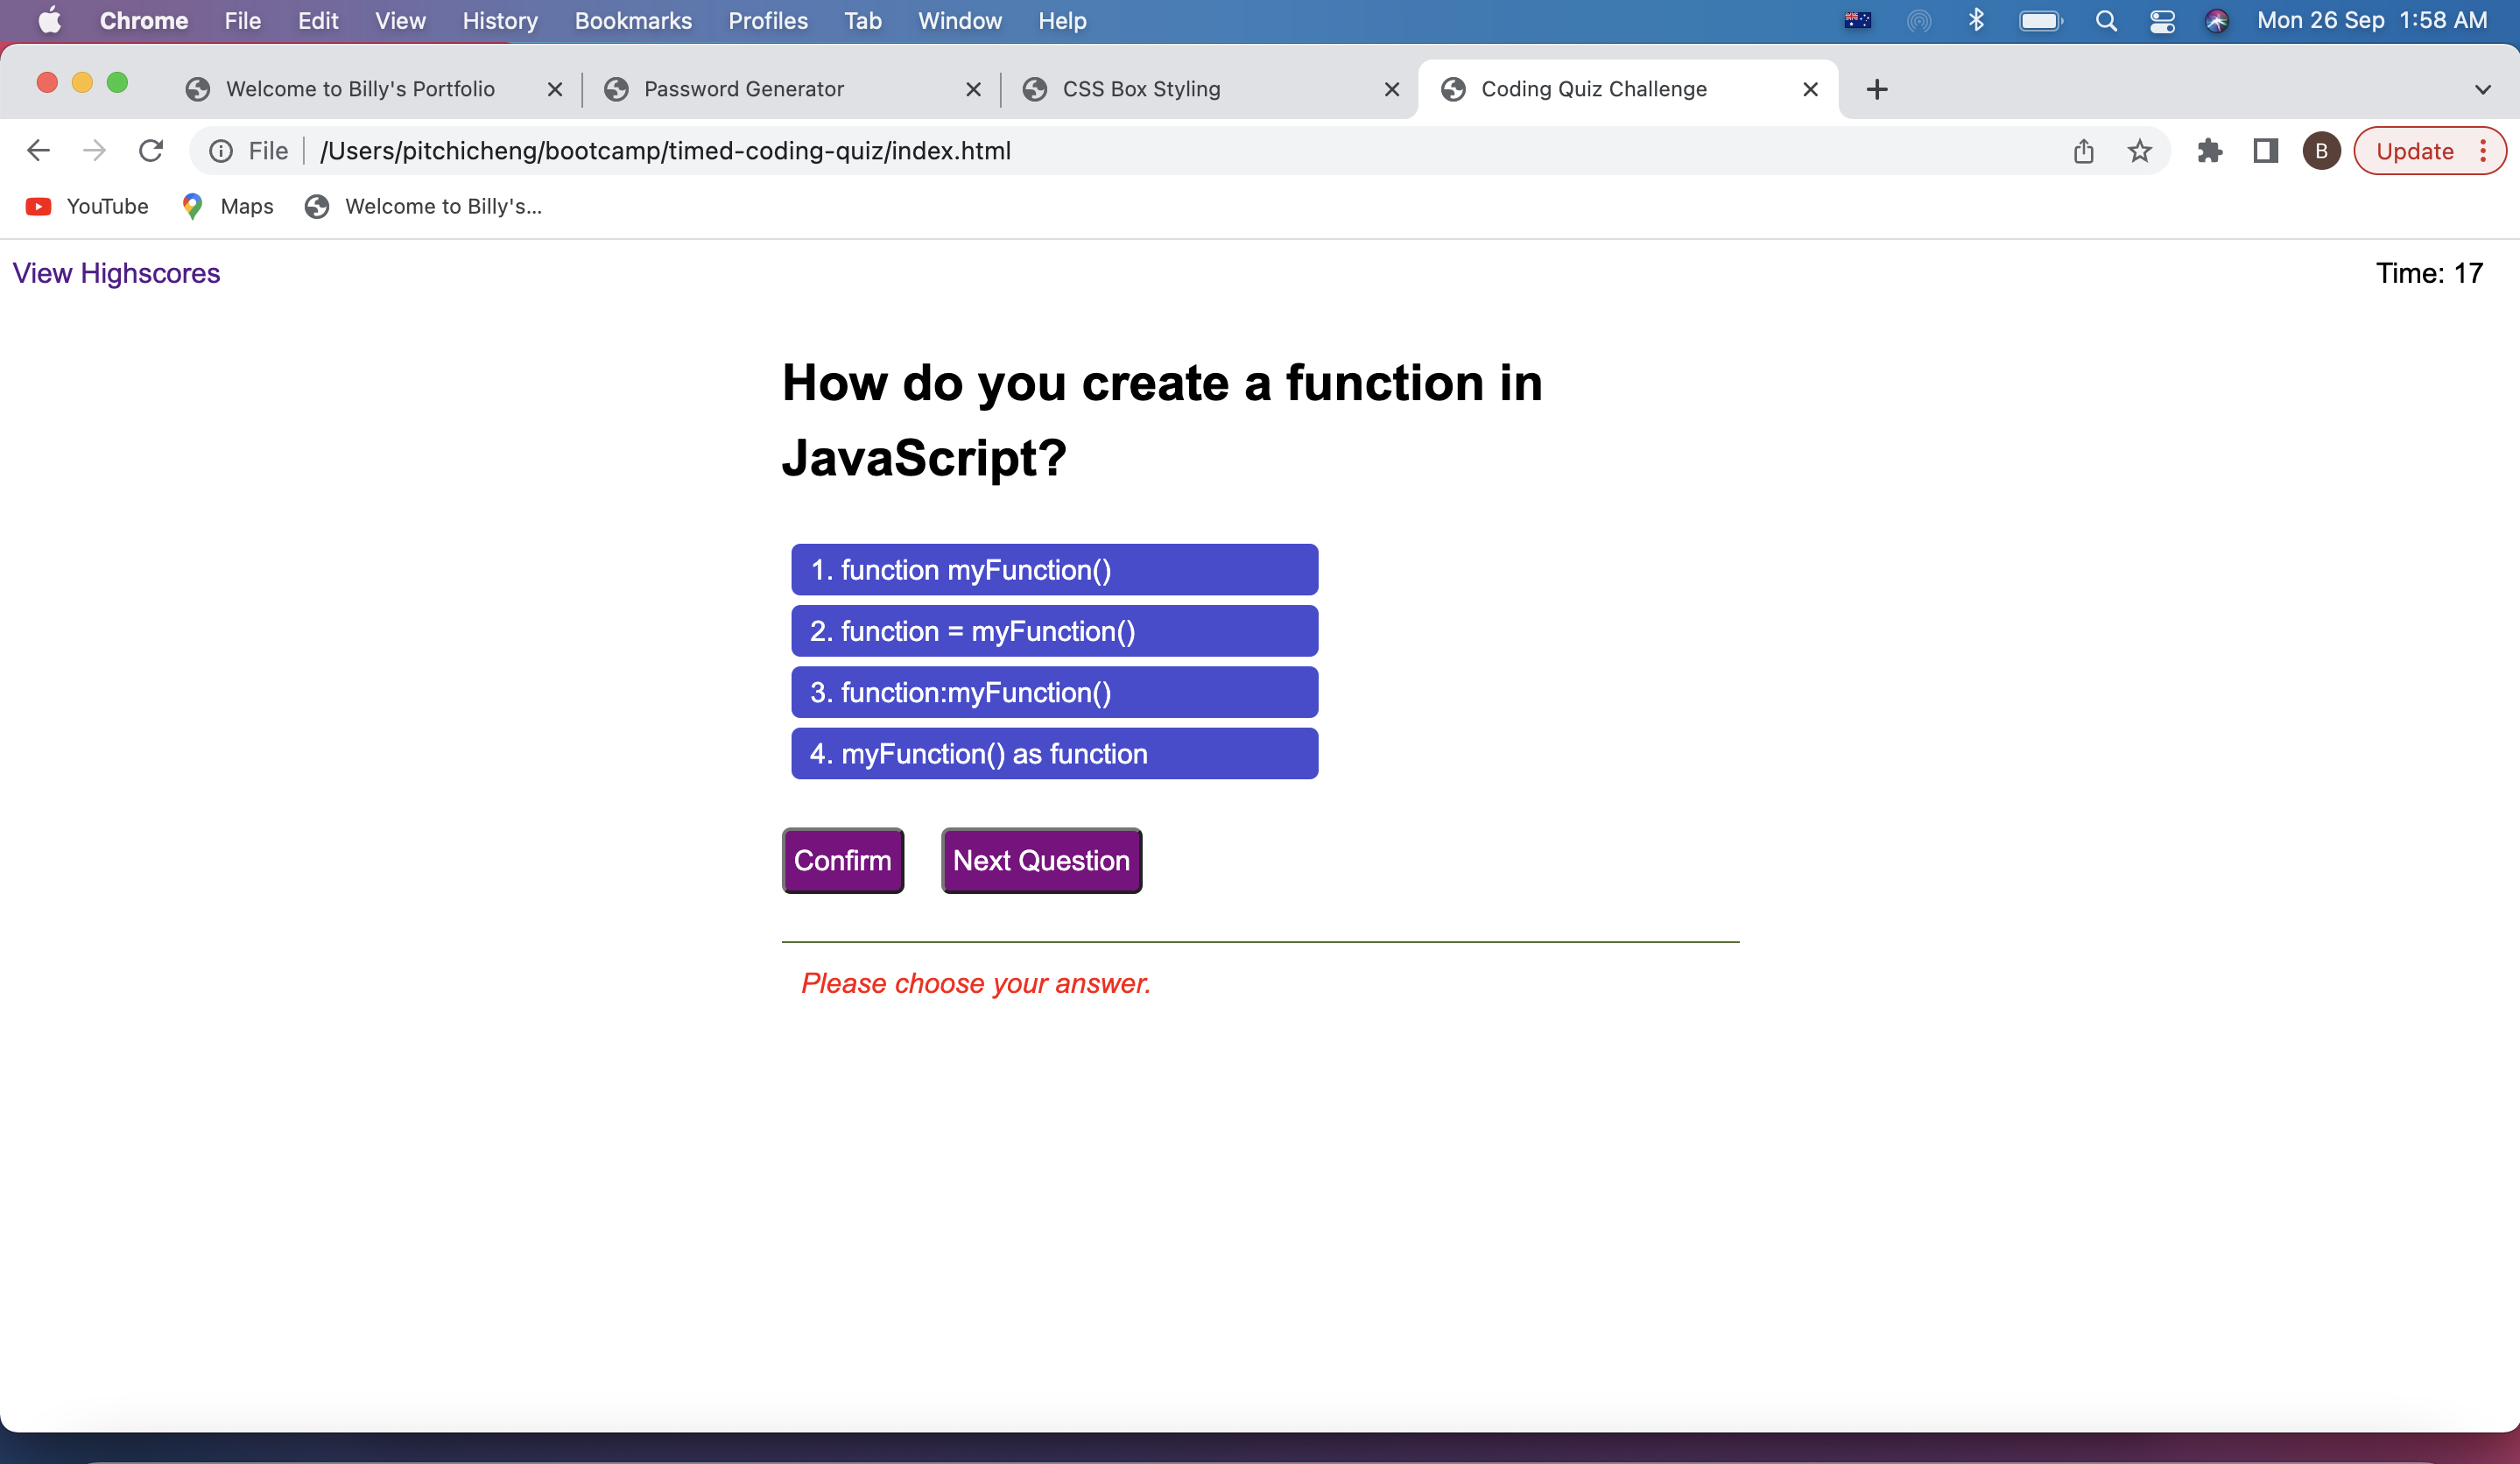 Chrome File Edit View History Bookmarks Profiles Tab Window Help Mon 26 Sep 1:58 AM
Welcome to Billy's Portfolio Password Generator CSS Box Styling Coding Quiz Challenge
File /Users/pitchicheng/bootcamp/timed-coding-quiz/index.html B Update
YouTube Maps Welcome to Billy's...
View Highscores Time: 17
How do you create a function in
JavaScript?
1. function myFunction()
2. function = myFunction()
3. function:myFunction()
4. myFunction() as function
Confirm Next Question
Please choose your answer.